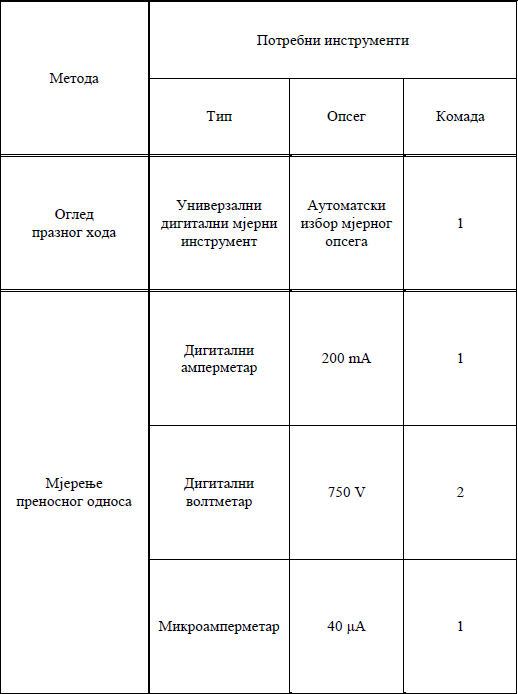 Метода
Потребни инструменти
Тип
Опсег
Комада
Оглед
празног хода
Универзални
дигитални мјерни
инструмент
Аутоматски
избор мјерног
опсега
1
Мјерење
преносног односа
Дигитални
амперметар
200 mA
1
Дигитални
волтметар
750 V
2
Микроамперметар
40 μA
1